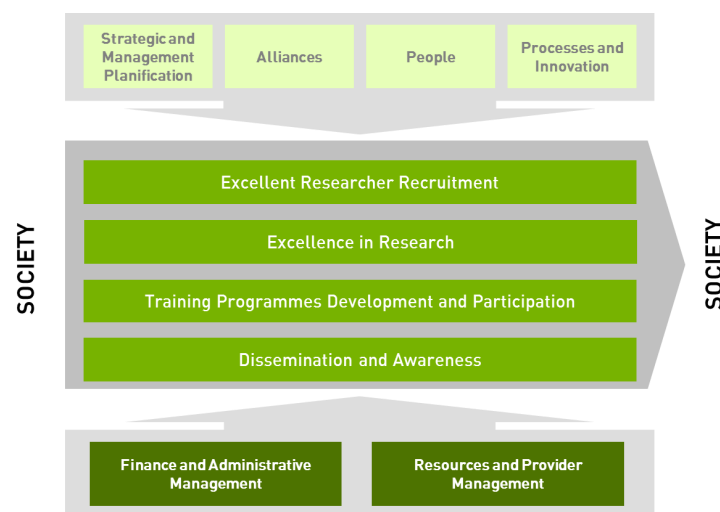 Strategic and
Management
Planification
Alliances
People
Processes and
Innovation
SOCIETY
Excellent Researcher Recruitment
Excellence in Research
Training Programmes Development and Participation
Dissemination and Awareness
SOCIETY
Finance and Administrative
Management
Resources and Provider
Management